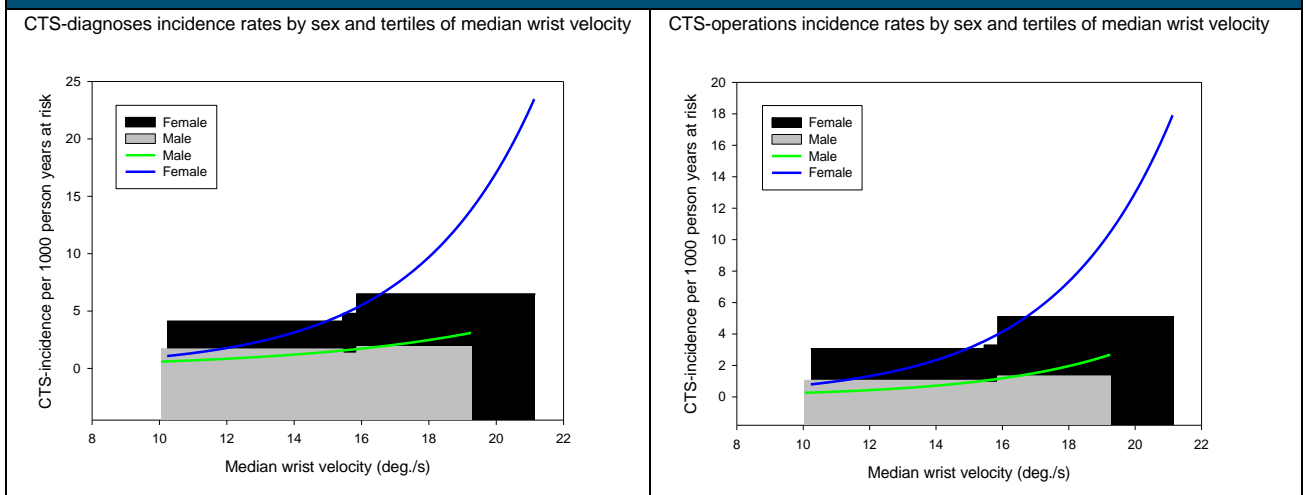 CTS-diagnoses incidence rates by sex and tertiles of median wrist velocity
CTS-incidence per 1000 person years at risk
25
20
15
10
5
0
Female
Male
Male
Female
8 10 12 14 16 18 20 22
Median wrist velocity (deg./s)
CTS-operations incidence rates by sex and tertiles of median wrist velocity
CTS-incidence per 1000 person years at risk
20
18
16
14
12
10
8
6
4
2
0
Female
Male
Male
Female
8 10 12 14 16 18 20 22
Median wrist velocity (deg./s)